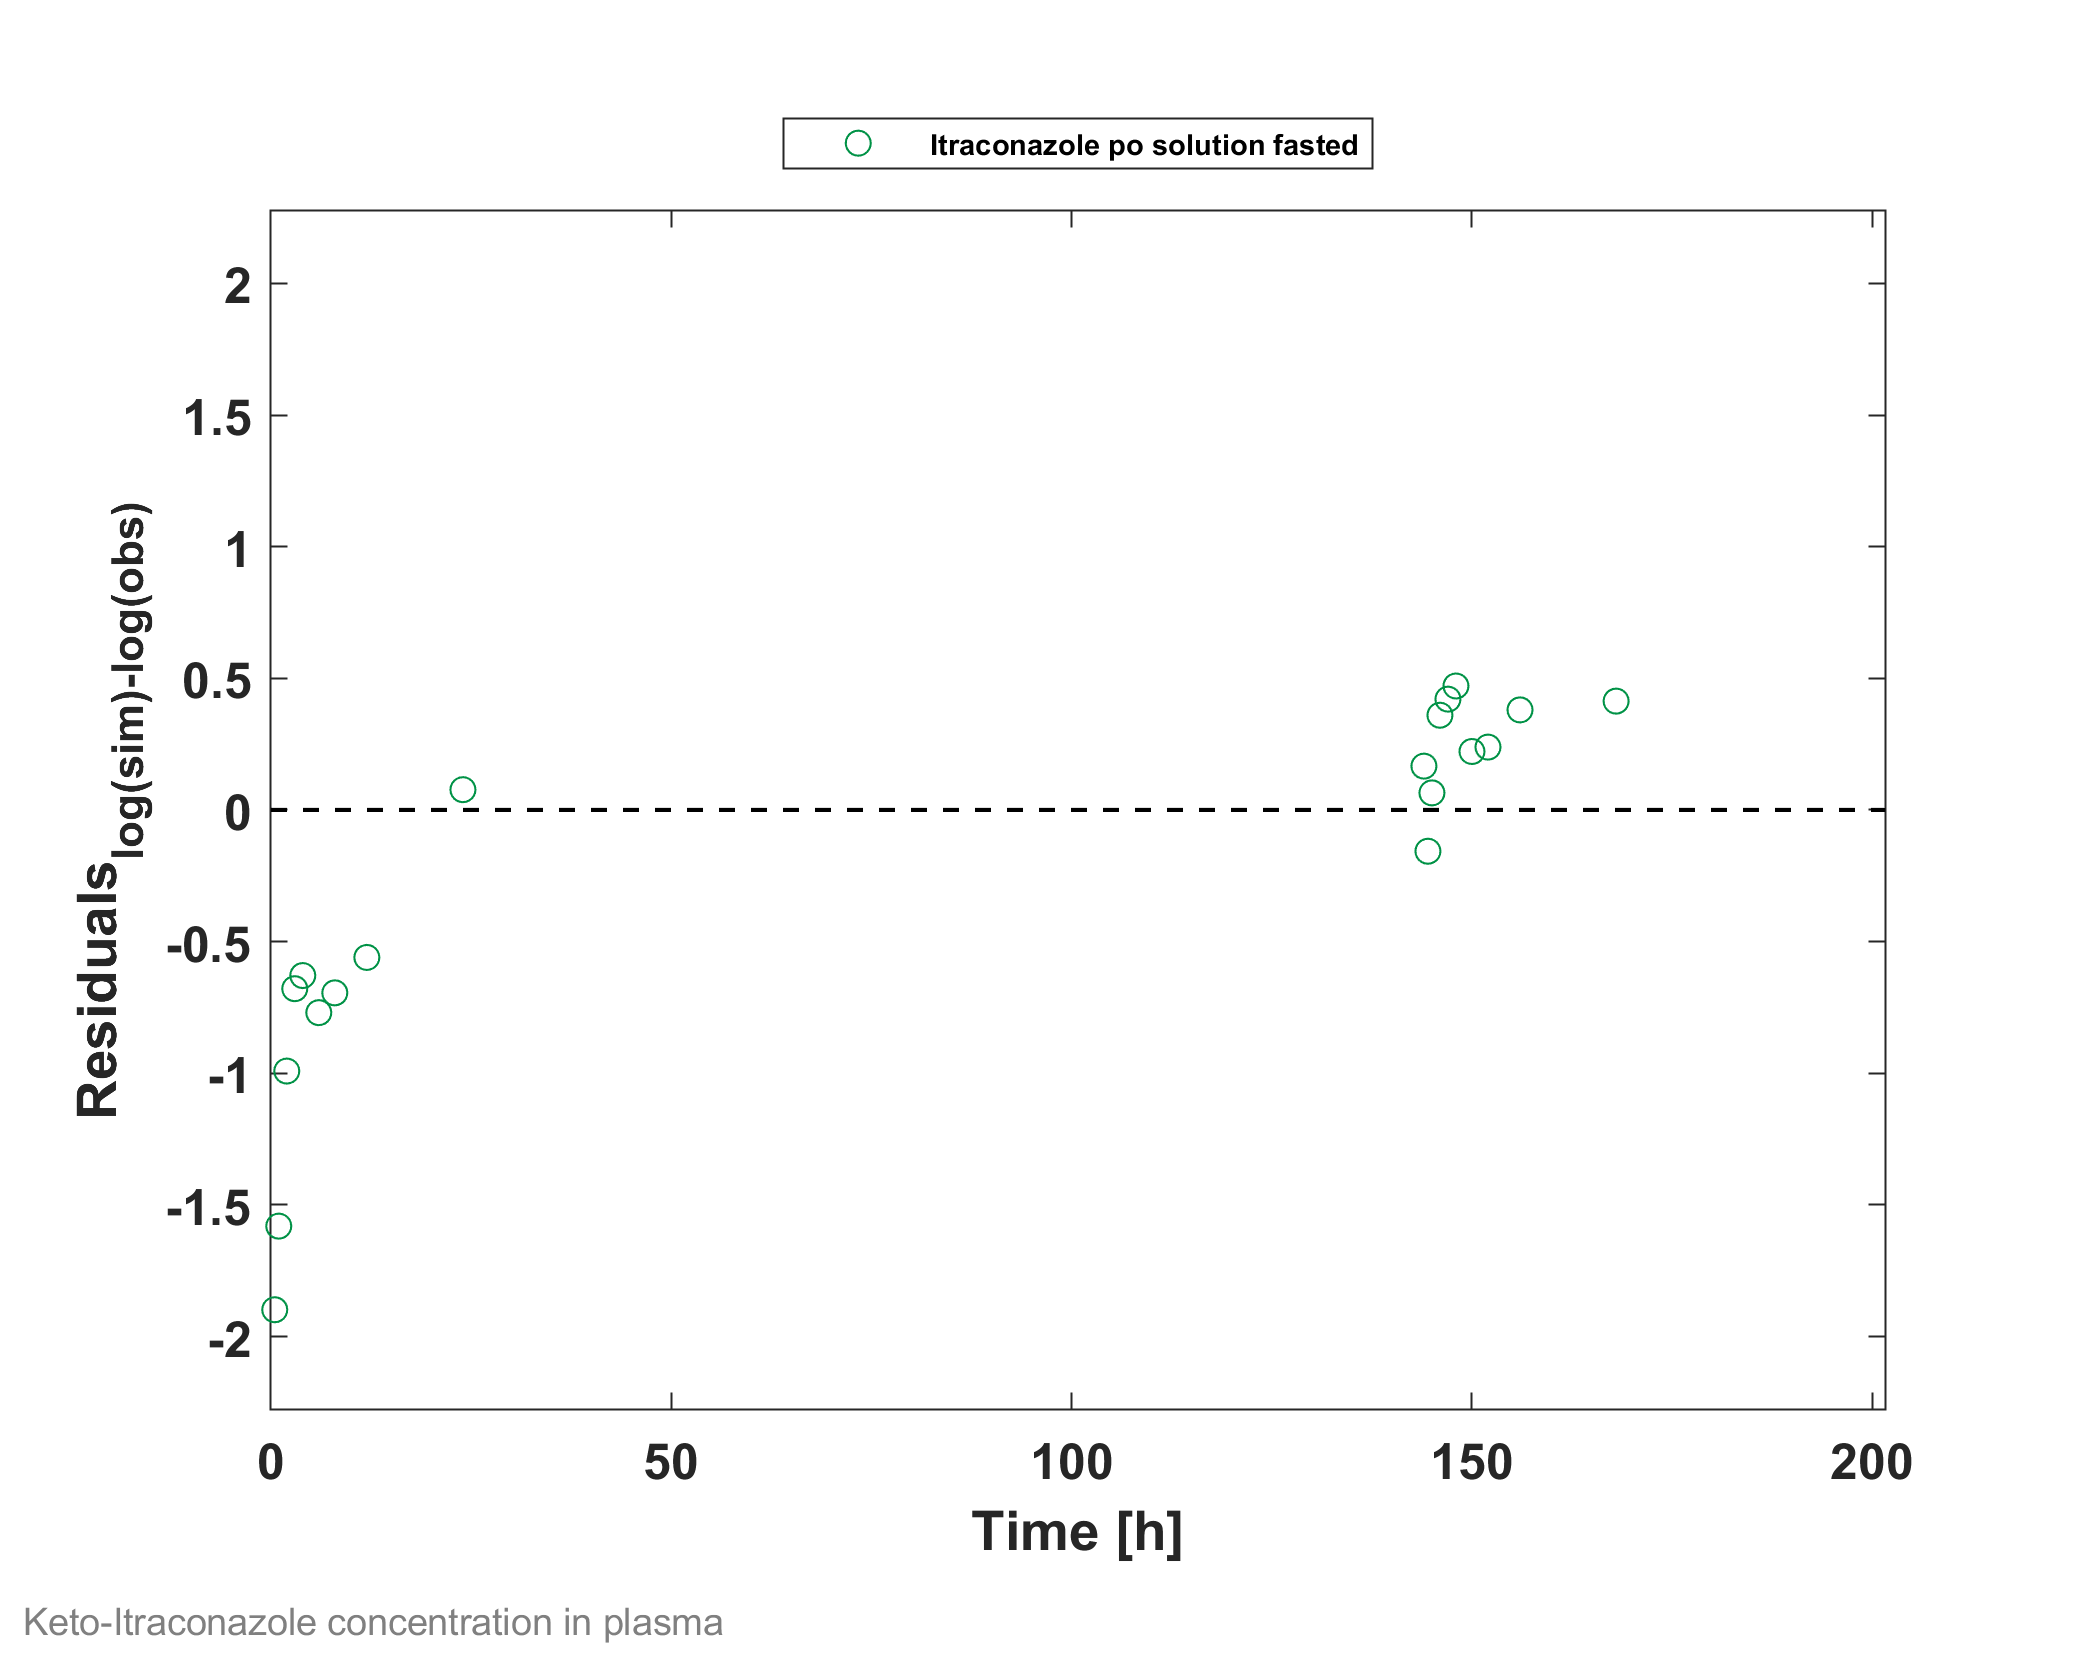 Itraconazole po solution fasted
2
1.5
1
0.5
0
-0.5
-1
-1.5
-2
Residuals log(sim)-log(obs)
0 50 100 150 200
Time [h]
Keto-Itraconazole concentration in plasma